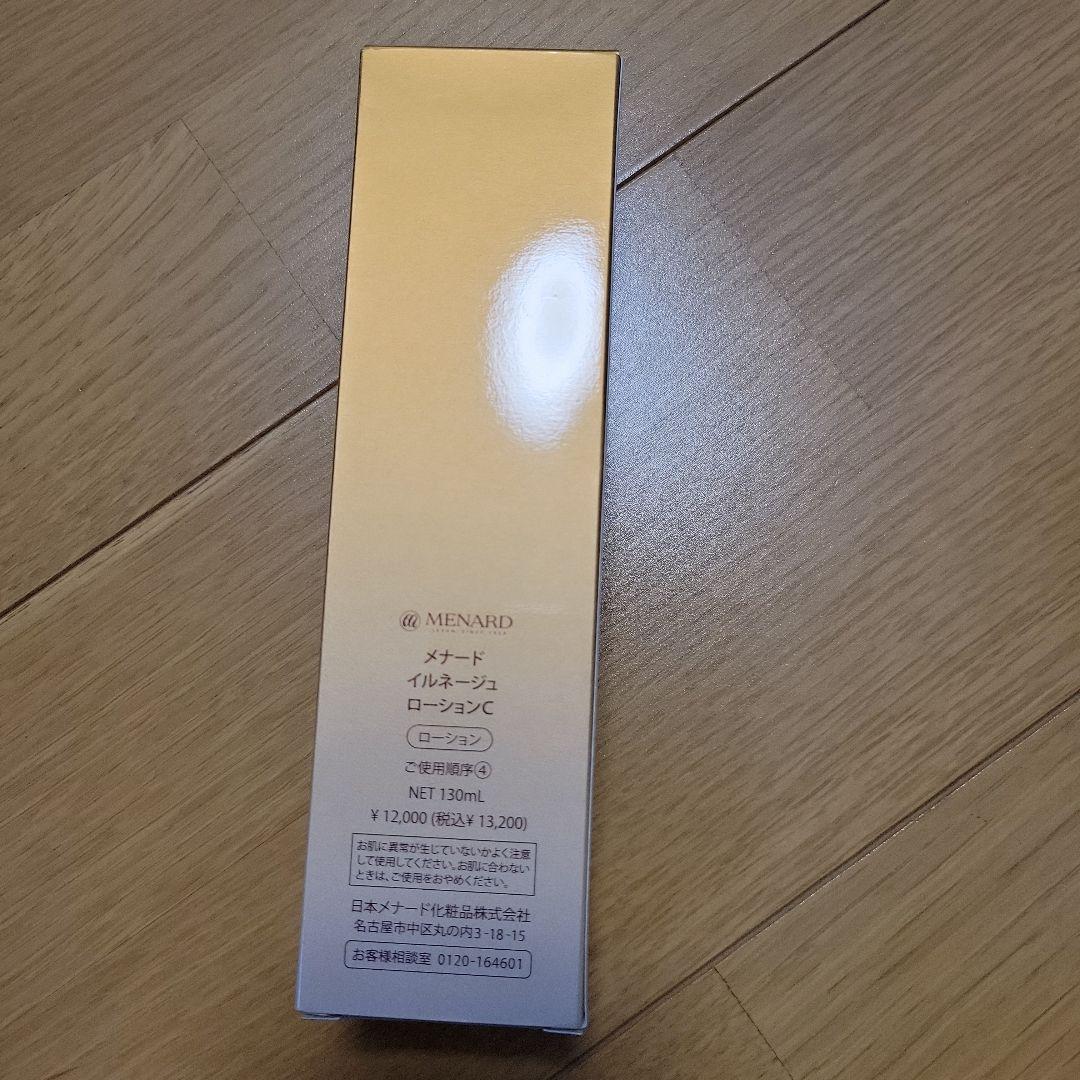 MENARD
JAPAN SINCE 1959
メナード
イルネージュ
ローションC
ローション
ご使用順序④
NET 130mL
¥12,000 (税込¥13,200)
お肌に異常が生じていないかよく注意
して使用してください。お肌に合わない
ときは、ご使用をおやめください。
日本メナード化粧品株式会社
名古屋市中区丸の内3-18-15
お客様相談室 0120-164601